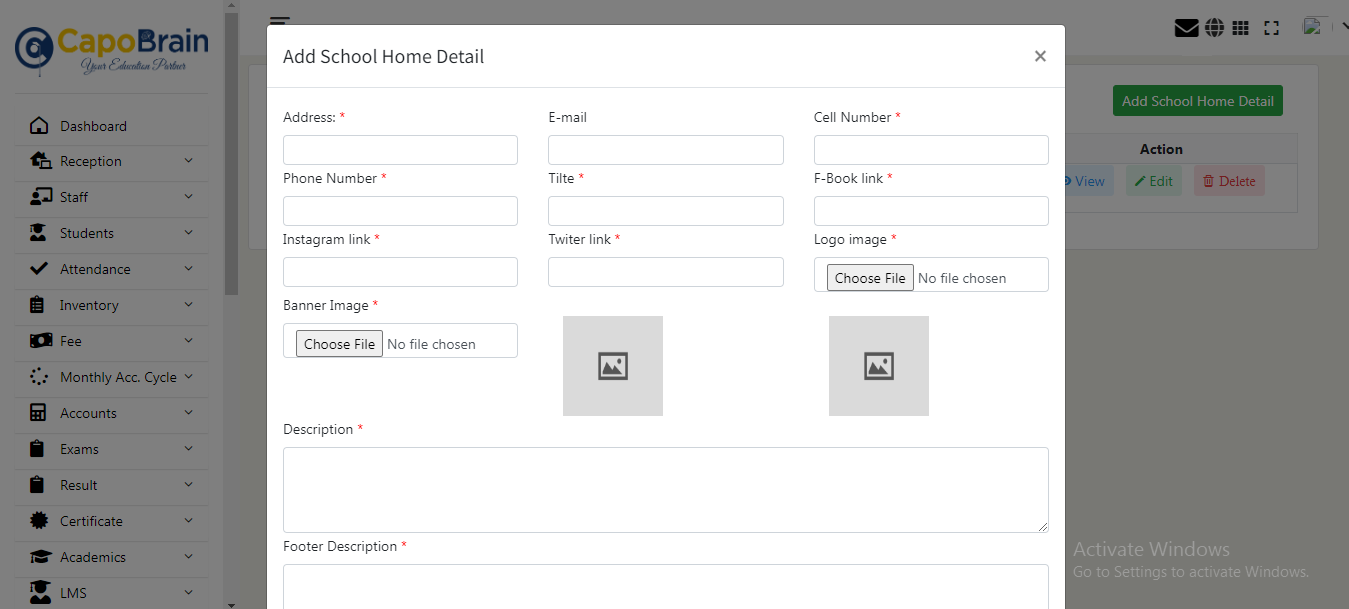 CapoBrain
Your Education Partner
Dashboard
Reception
Staff
Students
Attendance
Inventory
Fee
Monthly Acc. Cycle
Accounts
Exams
Result
Certificate
Academics
LMS
Add School Home Detail ×
Address: * E-mail Cell Number *
Phone Number * Tilte * F-Book link *
Instagram link * Twiter link * Logo image *
Choose File No file chosen
Banner Image *
Choose File No file chosen
Description *
Footer Description *
Add School Home Detail
Action
View Edit Delete
Activate Windows
Go to Settings to activate Windows.